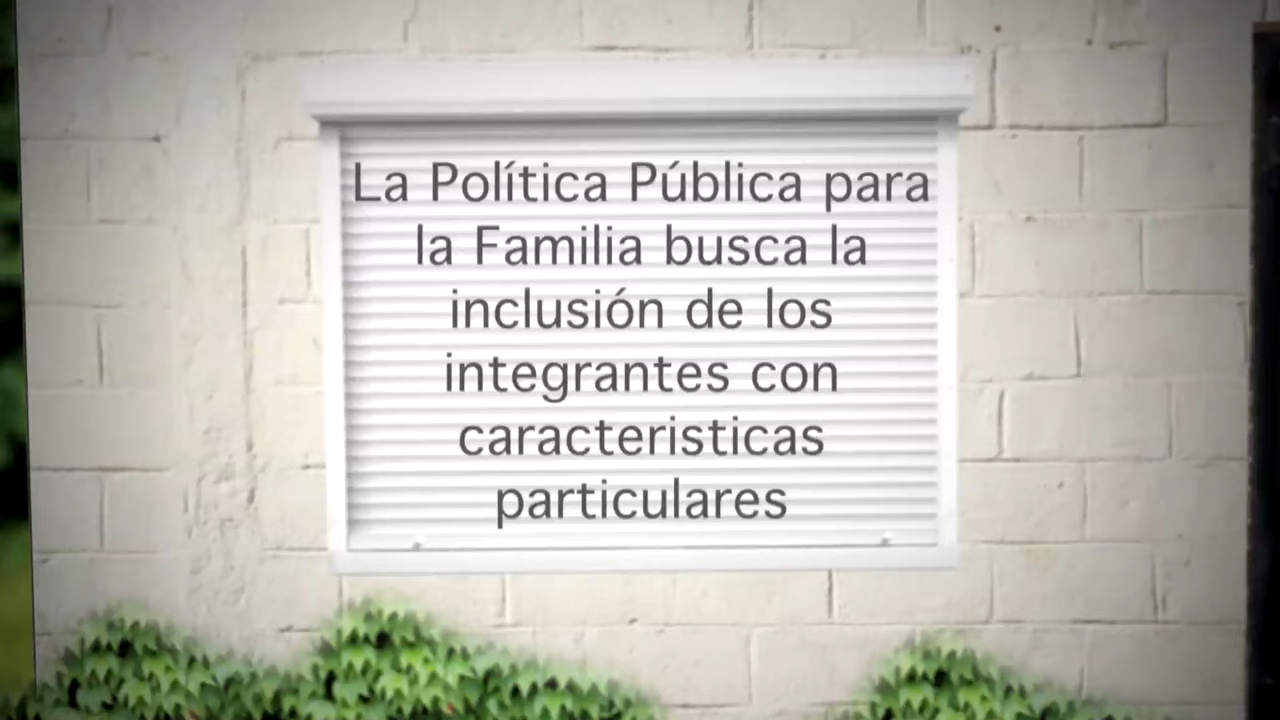 La Política Pública para
la Familia busca la
inclusión de los
integrantes con
caracteristicas
particulares